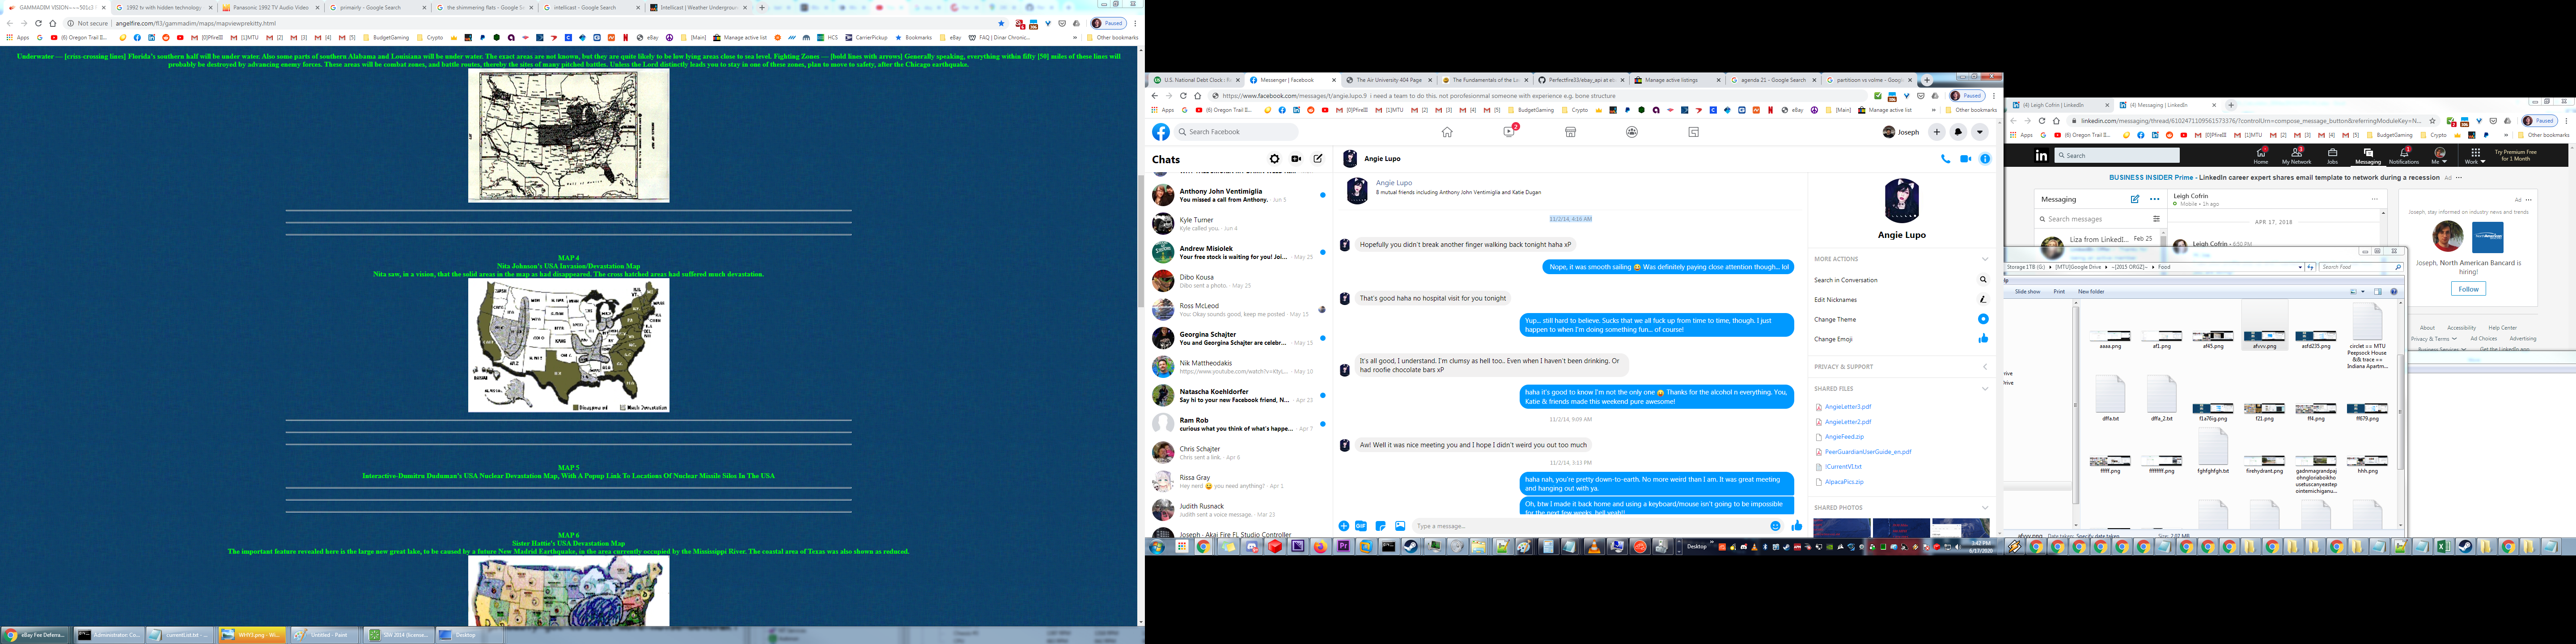 GAMMADIM VISION===501c)
1992 tv with hidden technology
Panasonic 1992 TV Audio Video
primairly - Google Search
the shimmering flats - Google S
intellicast - Google Search
Intellicast | Weather Undergroun
Not secure
angelfire.com/fl3/gammadim/maps/mapviewprekitty.html
Paused
Apps
(6) Oregon Trail E...
[0]Pfire!!!
[1]MTU
[2]
[3]
[4]
[5]
BudgetGaming
Crypto
eBay
[Main]
Manage active list
HCS
CarrierPickup
Bookmarks
eBay
FAQ | Dinar Chronic...
Other bookmarks
Underwater — [criss-crossing lines] Florida's southern half will be under water. Also some parts of southern Alabama and Louisiana will be under water. The exact areas are not known, but they are quite likely to be low lying areas close to sea level. Fighting Zones — [bold lines with arrows] Generally speaking, everything within fifty [50] miles of these lines will
probably be destroyed by advancing enemy forces. These areas will be combat zones, and battle routes, thereby the sites of many pitched battles. Unless the Lord distinctly leads you to stay in one of these zones, plan to move to safety, after the Chicago earthquake.
MAP 4
Nita Johnson's USA Invasion/Devastation Map
Nita saw, in a vision, that the solid areas in the map as had disappeared. The cross hatched areas had suffered much devastation.
Disappeared
Much Devastation
MAP 5
Interactive-Dumitru Duduman's USA Nuclear Devastation Map, With A Popup Link To Locations Of Nuclear Missile Silos In The USA
MAP 6
Sister Hattie's USA Devastation Map
The important feature revealed here is the large new great lake, to be caused by a future New Madrid Earthquake, in the area currently occupied by the Mississippi River. The coastal area of Texas was also shown as reduced.
eBay Fee Deferra...
Administrator: Co...
currentList.txt - ...
WHY3.png - Wi...
Untitled - Paint
Desktop
U.S. National Debt Clock : R
Messenger | Facebook
The Air University 404 Page
The Fundamentals of the Lu
Perfectfire33/ebay_epi at et
Manage active listings
agenda 21 - Google Search
partitioon vs volme - Goog
https://www.facebook.com/messages/t/angie.lupo.9 i need a team to do this. not porofesionmal someone with experience e.g. bone structure
Paused
Search Facebook
2
Joseph
Chats
Anthony John Ventimiglia
You missed a call from Anthony. · Jun 5
Kyle Turner
Kyle called you. · Jun 4
Andrew Misiolek
Your free stock is waiting for you! Joi... · May 25
Dibo Kousa
Dibo sent a photo. · May 25
Ross McLeod
You: Okay sounds good, keep me posted · May 15
Georgina Schajter
You and Georgina Schajter are celebr... · May 15
Nik Mattheodakis
https://www.youtube.com/watch?v=Kty... · May 10
Natascha Koehldorfer
Say hi to your new Facebook friend, N... · Apr 23
Ram Rob
curious what you think of what's happe... · Apr 7
Chris Schajter
Chris sent a link. · Apr 6
Rissa Gray
Hey nerd 😉 you need anything? · Apr 1
Judith Rusnack
Judith sent a voice message. · Mar 23
Joseph - Akai Fire FL Studio Controller
Angie Lupo
Angie Lupo
8 mutual friends including Anthony John Ventimiglia and Katie Dugan
11/2/14, 4:16 AM
Hopefully you didn't break another finger walking back tonight haha xP
Nope, it was smooth sailing 😀 Was definitely paying close attention though... lol
That's good haha no hospital visit for you tonight
Yup... still hard to believe. Sucks that we all fuck up from time to time, though. I just
happen to when I'm doing something fun... of course!
It's all good, I understand. I'm clumsy as hell too.. Even when I haven't been drinking. Or
had roofie chocolate bars xP
haha it's good to know I'm not the only one 😀 Thanks for the alcohol n everything. You,
Katie & friends made this weekend pure awesome!
11/2/14, 9:09 AM
Aw! Well it was nice meeting you and I hope I didn't weird you out too much
11/2/14, 3:13 PM
haha nah, you're pretty down-to-earth. No more weird than I am. It was great meeting
and hanging out with ya.
Oh, btw I made it back home and using a keyboard/mouse isn't going to be impossible
for the next few weeks, hell yeah!!
Type a message...
Angie Lupo
MORE ACTIONS
Search in Conversation
Edit Nicknames
Change Theme
Change Emoji
PRIVACY & SUPPORT
SHARED FILES
AngieLetter3.pdf
AngieLetter2.pdf
AngieFeed.zip
PeerGuardianUserGuide_en.pdf
!CurrentVI.txt
AlpacaPics.zip
SHARED PHOTOS
Desktop
3:42 PM
6/17/2020
(4) Leigh Cofrin | LinkedIn
(4) Messaging | LinkedIn
linkedin.com/messaging/thread/6102471109561573376/?controlUrn=compose_message_button&referringModuleKey=N...
Paused
Search
Home
My Network
Jobs
Messaging
Notifications
Me
Work
Try Premium Free
for 1 Month
BUSINESS INSIDER Prime - LinkedIn career expert shares email template to network during a recession Ad
Messaging
Search messages
Liza from LinkedI...
Feb 25
Leigh Cofrin
Mobile • 1h ago
APR 17, 2018
Leigh Cofrin • 6:50 PM
Ad
Joseph, stay informed on industry news and trends
Joseph, North American Bancard is
hiring!
Follow
About
Accessibility
Help Center
Privacy & Terms
Ad Choices
Advertising
Business Services
Get the LinkedIn app
Storage1TB (G:)
[MTU]Google Drive
--[2015 ORGZ]--
Food
Search Food
Slide show
Print
New folder
aaaa.png
af1.png
af45.png
afvvv.png
asfd235.png
circlet == MTU
Peepsock House
&& trace ==
Indiana Apartm...
dffa.txt
dffa_2.txt
f1a76ig.png
f21.png
ff4.png
fff679.png
fffff.png
fffffff.png
fghfghfgh.txt
firehydrant.png
gadnmagrandpaj
ohngloriaboikho
usetuscanyeastep
ointemichiganu...
hhh.png
afvvv.png
Date taken: Specify date taken
Size: 2.07 MB